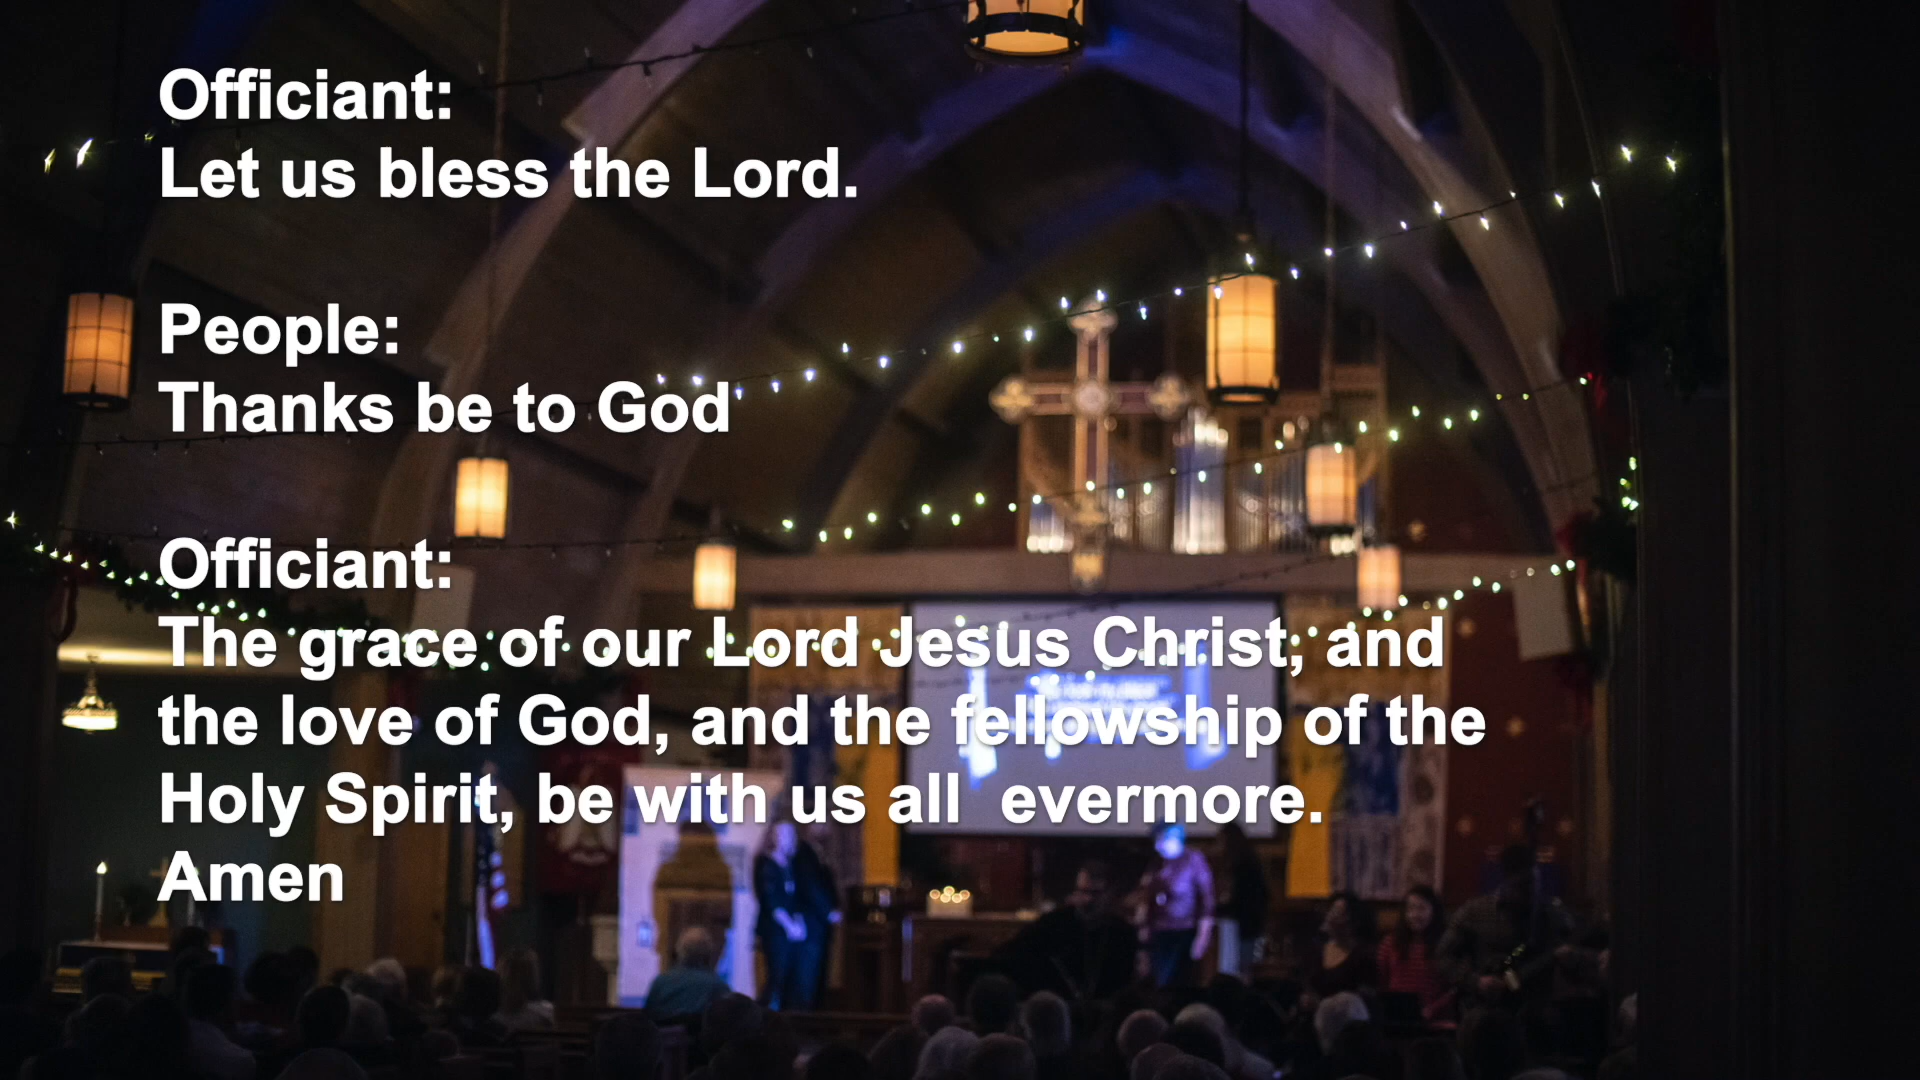 Officiant:
Let us bless the Lord.
People:
Thanks be to God
Officiant:
The grace of our Lord Jesus Christ, and
the love of God, and the fellowship of the
Holy Spirit, be with us all  evermore.
Amen